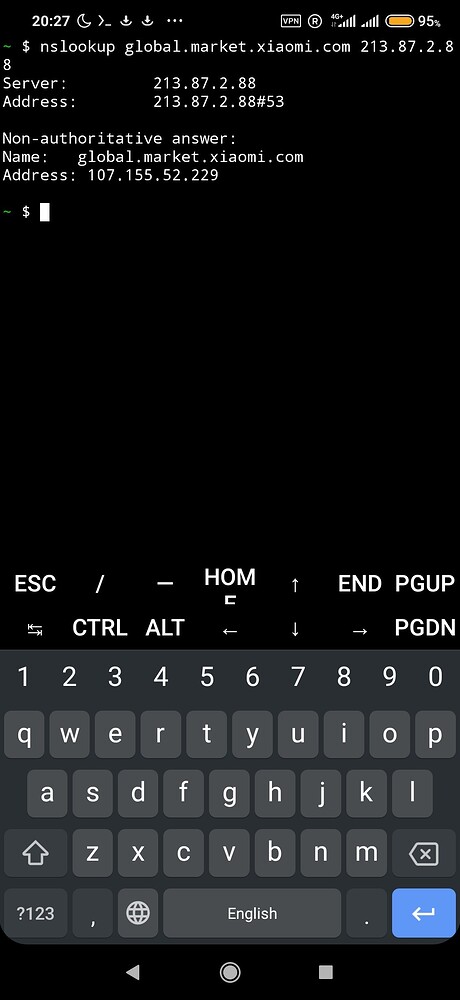 20:27 VPN R 4G+ 95%
~ $ nslookup global.market.xiaomi.com 213.87.2.8
8
Server:         213.87.2.88
Address:        213.87.2.88#53
Non-authoritative answer:
Name:   global.market.xiaomi.com
Address: 107.155.52.229
~ $
ESC / — HOME ↑ END PGUP
↹ CTRL ALT ← ↓ → PGDN
1 2 3 4 5 6 7 8 9 0
q w e r t y u i o p
a s d f g h j k l
z x c v b n m
?123 , English .